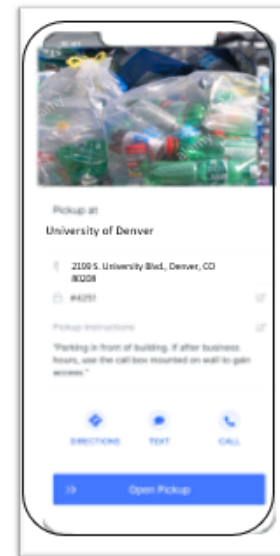 Pickup at
University of Denver
2199 S. University Blvd., Denver, CO
80208
#4251
Pickup Instructions
"Parking in front of building. If after business
hours, use the call box mounted on wall to gain
access."
DIRECTIONS
TEXT
CALL
Open Pickup